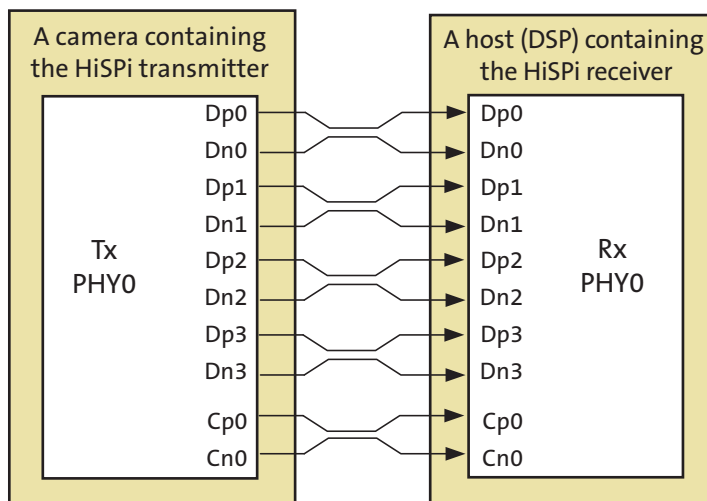 A camera containing
the HiSPi transmitter
Dp0
Dn0
Dp1
Dn1
Dp2
Dn2
Dp3
Dn3
Cp0
Cn0
Tx
PHY0
A host (DSP) containing
the HiSPi receiver
Dp0
Dn0
Dp1
Dn1
Dp2
Dn2
Dp3
Dn3
Cp0
Cn0
Rx
PHY0